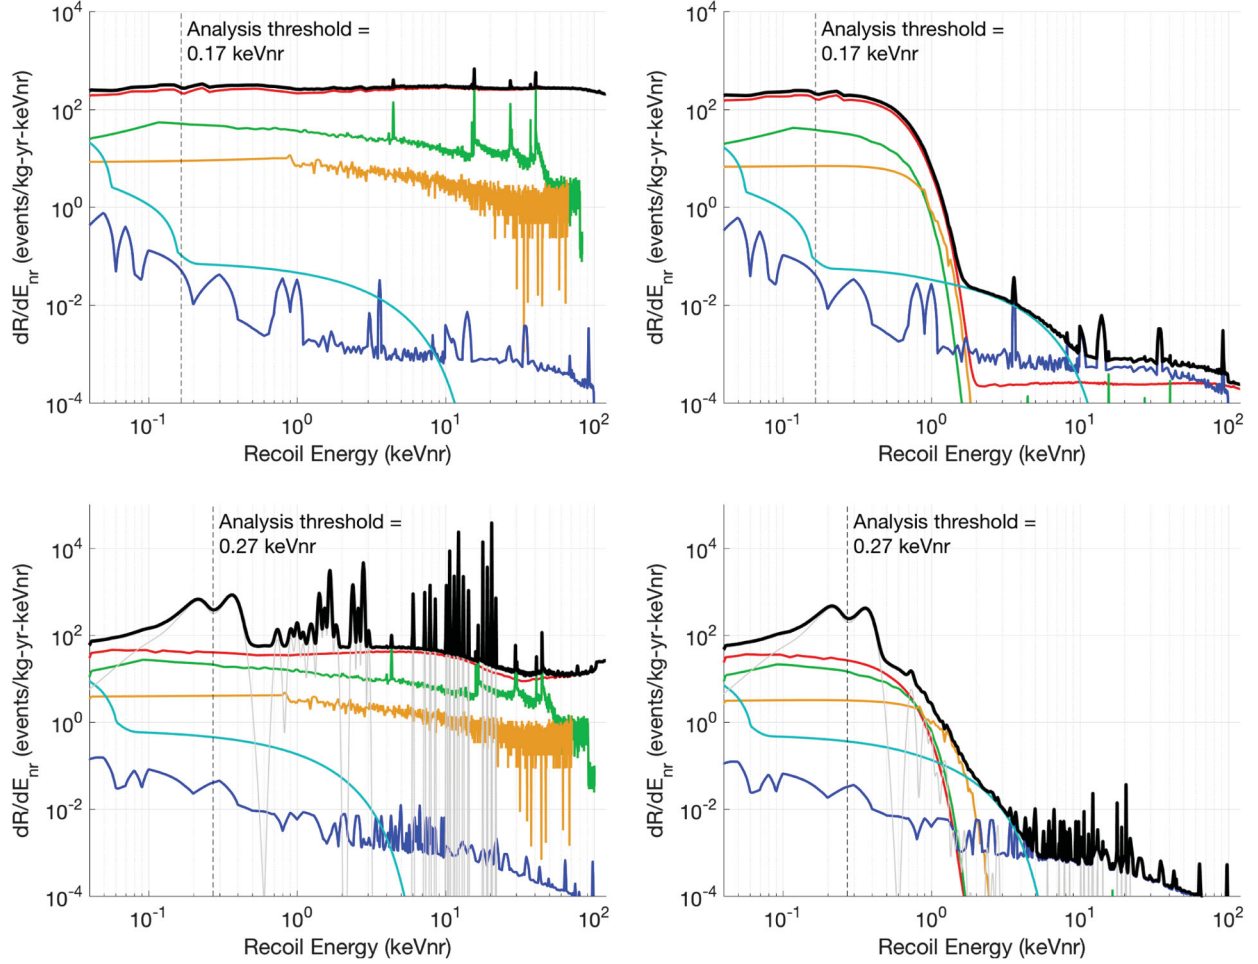 Analysis threshold =
0.17 keVnr
10^4
10^2
10^0
10^-2
10^-4
dR/dE_nr (events/kg-yr-keVnr)
10^-1
10^0
10^1
10^2
Recoil Energy (keVnr)
Analysis threshold =
0.17 keVnr
10^4
10^2
10^0
10^-2
10^-4
dR/dE_nr (events/kg-yr-keVnr)
10^-1
10^0
10^1
10^2
Recoil Energy (keVnr)
Analysis threshold =
0.27 keVnr
10^4
10^2
10^0
10^-2
10^-4
dR/dE_nr (events/kg-yr-keVnr)
10^-1
10^0
10^1
10^2
Recoil Energy (keVnr)
Analysis threshold =
0.27 keVnr
10^4
10^2
10^0
10^-2
10^-4
dR/dE_nr (events/kg-yr-keVnr)
10^-1
10^0
10^1
10^2
Recoil Energy (keVnr)